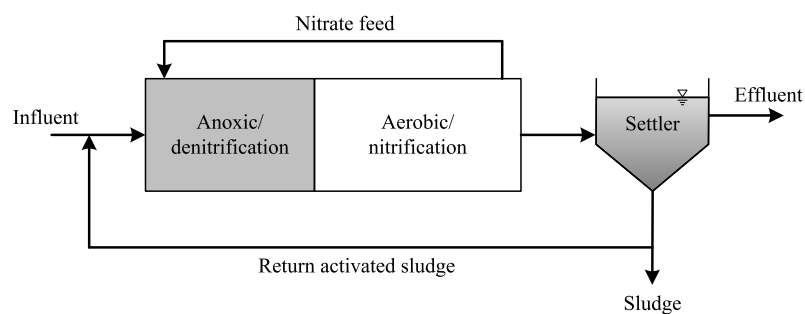 Nitrate feed
Influent
Anoxic/
denitrification
Aerobic/
nitrification
Settler
Effluent
Return activated sludge
Sludge